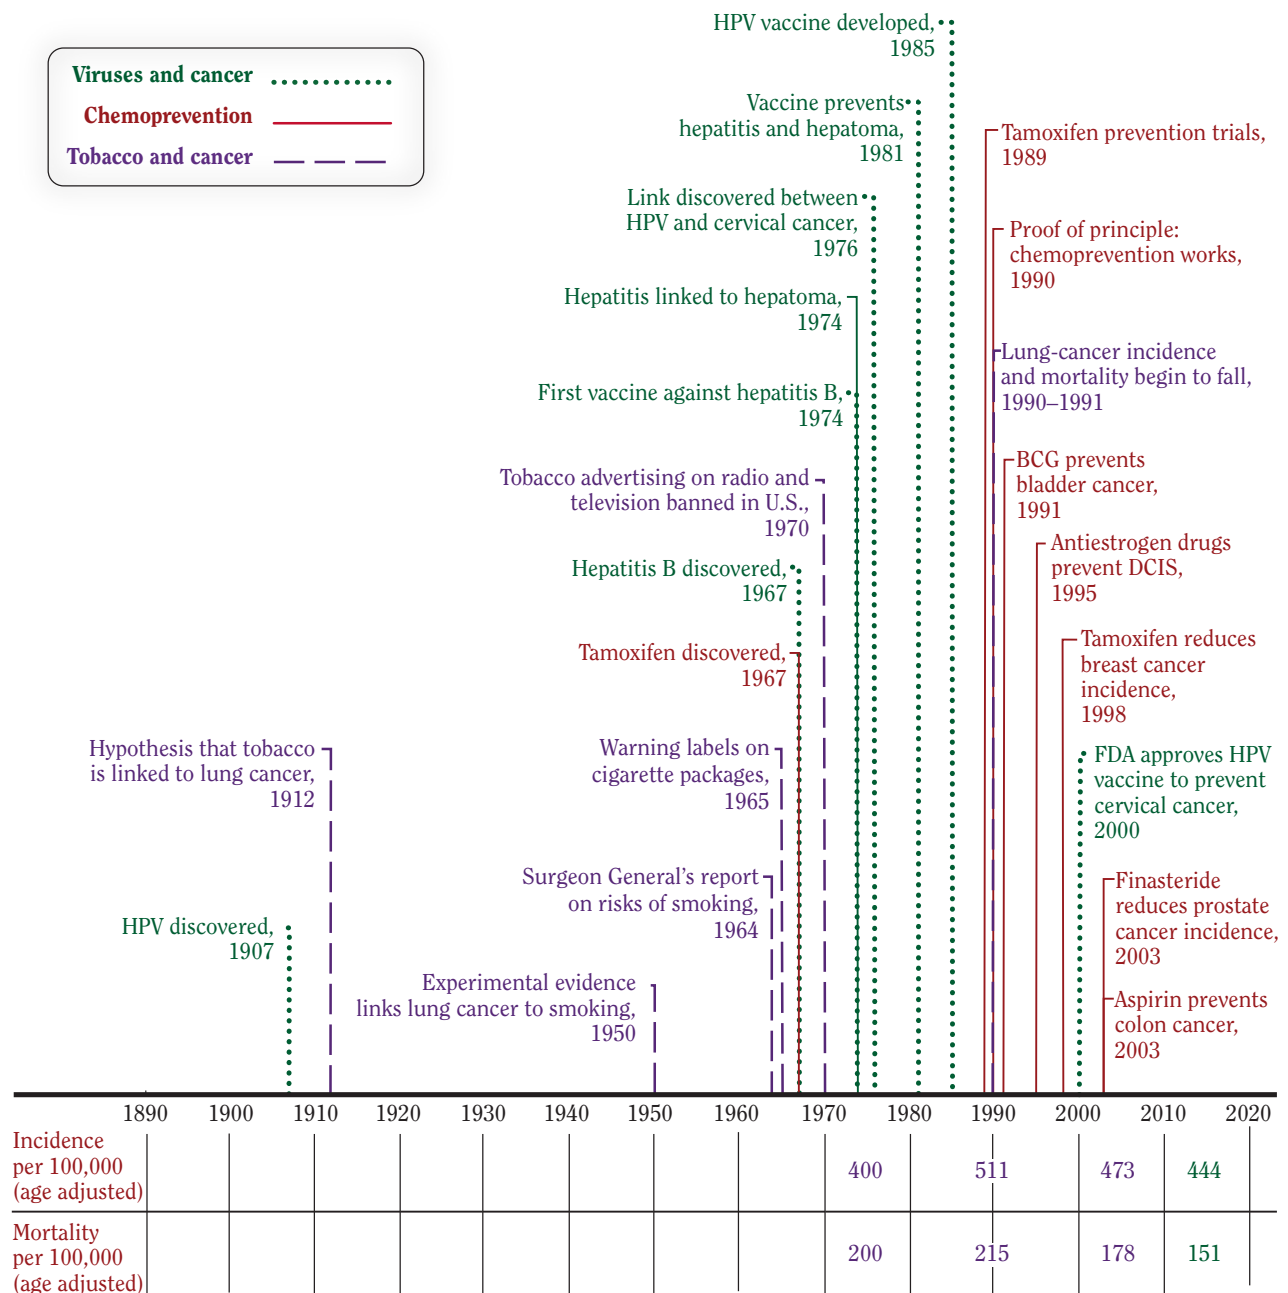 Viruses and cancer
Chemoprevention
Tobacco and cancer
HPV vaccine developed,
1985
Vaccine prevents
hepatitis and hepatoma,
1981
Tamoxifen prevention trials,
1989
Link discovered between
HPV and cervical cancer,
1976
Proof of principle:
chemoprevention works,
1990
Hepatitis linked to hepatoma,
1974
Lung-cancer incidence
and mortality begin to fall,
1990–1991
First vaccine against hepatitis B,
1974
BCG prevents
bladder cancer,
1991
Tobacco advertising on radio and
television banned in U.S.,
1970
Antiestrogen drugs
prevent DCIS,
1995
Hepatitis B discovered,
1967
Tamoxifen discovered,
1967
Tamoxifen reduces
breast cancer
incidence,
1998
Hypothesis that tobacco
is linked to lung cancer,
1912
Warning labels on
cigarette packages,
1965
FDA approves HPV
vaccine to prevent
cervical cancer,
2000
Surgeon General's report
on risks of smoking,
1964
Finasteride
reduces prostate
cancer incidence,
2003
HPV discovered,
1907
Experimental evidence
links lung cancer to smoking,
1950
Aspirin prevents
colon cancer,
2003
1890 1900 1910 1920 1930 1940 1950 1960 1970 1980 1990 2000 2010 2020
Incidence
per 100,000
(age adjusted)
400 511 473 444
Mortality
per 100,000
(age adjusted)
200 215 178 151